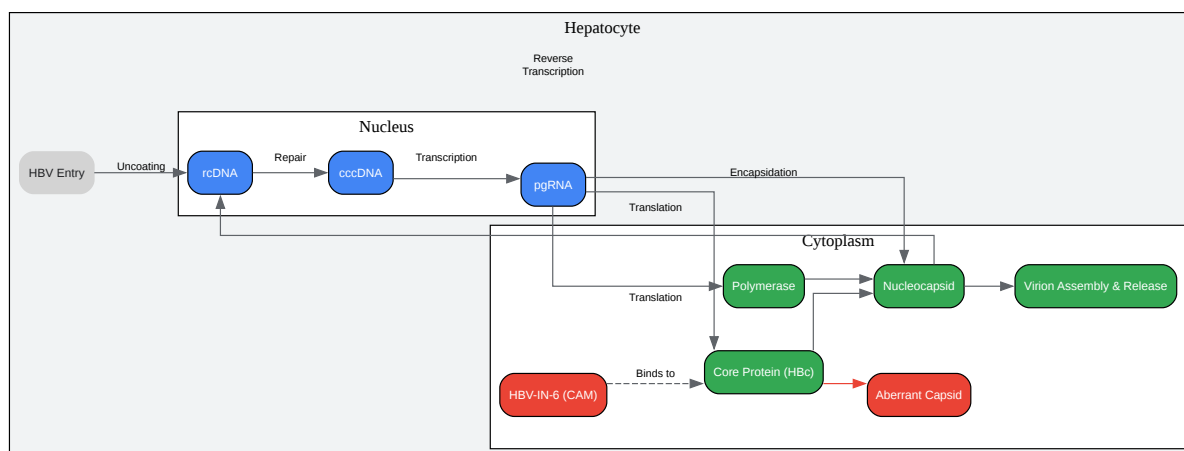 Hepatocyte
Reverse
Transcription
Nucleus
HBV Entry
Uncoating
rcDNA
Repair
cccDNA
Transcription
pgRNA
Encapsidation
Translation
Cytoplasm
Polymerase
Nucleocapsid
Virion Assembly & Release
Translation
HBV-IN-6 (CAM)
Binds to
Core Protein (HBc)
Aberrant Capsid